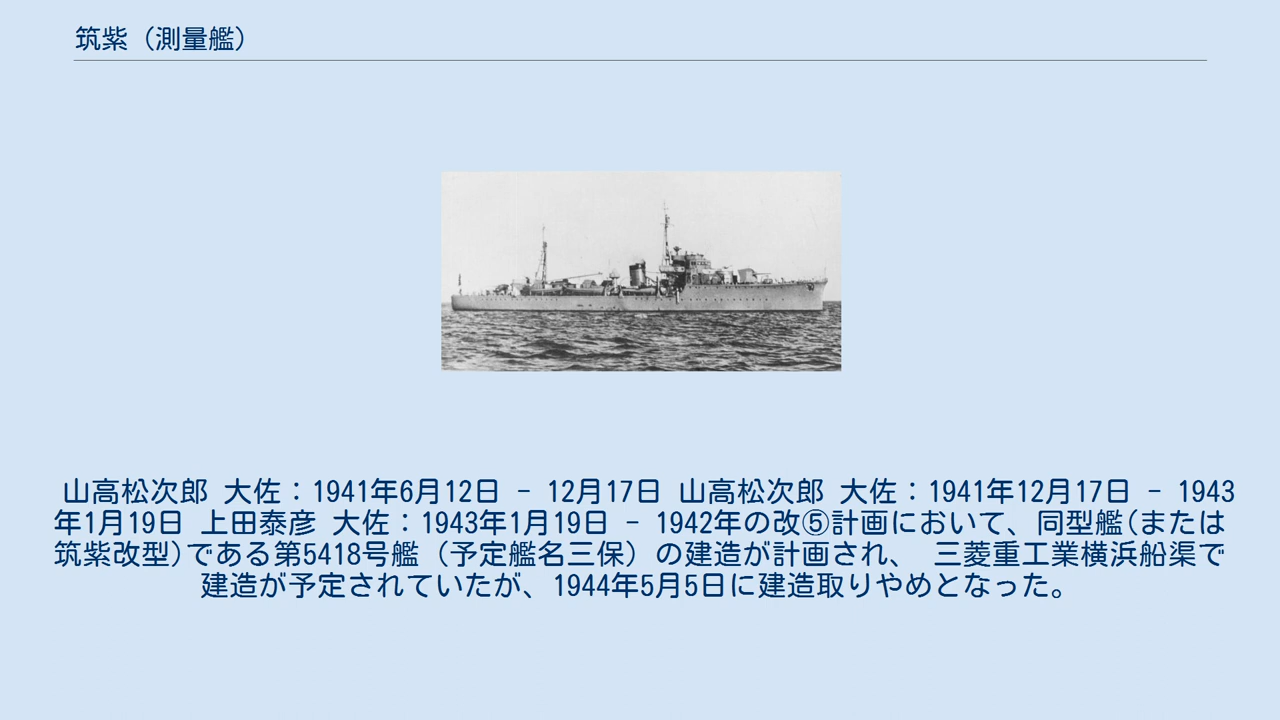 筑紫（測量艦）
山高松次郎 大佐：1941年6月12日 - 12月17日 山高松次郎 大佐：1941年12月17日 - 1943
年1月19日 上田泰彦 大佐：1943年1月19日 - 1942年の改⑤計画において、同型艦(または
筑紫改型)である第5418号艦（予定艦名三保）の建造が計画され、 三菱重工業横浜船渠で
建造が予定されていたが、1944年5月5日に建造取りやめとなった。